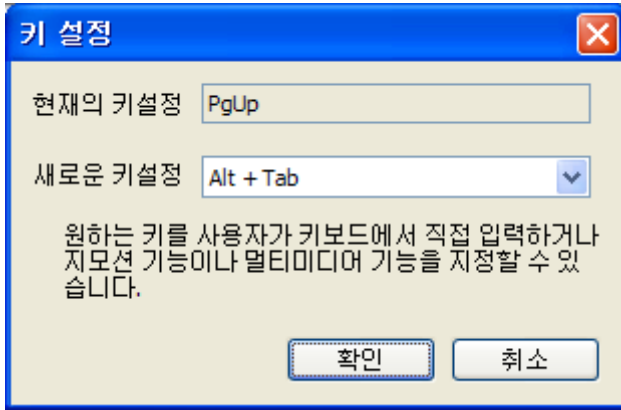 키 설정
현재의 키설정 PgUp
새로운 키설정 Alt + Tab
원하는 키를 사용자가 키보드에서 직접 입력하거나
지모션 기능이나 멀티미디어 기능을 지정할 수 있
습니다.
확인 취소